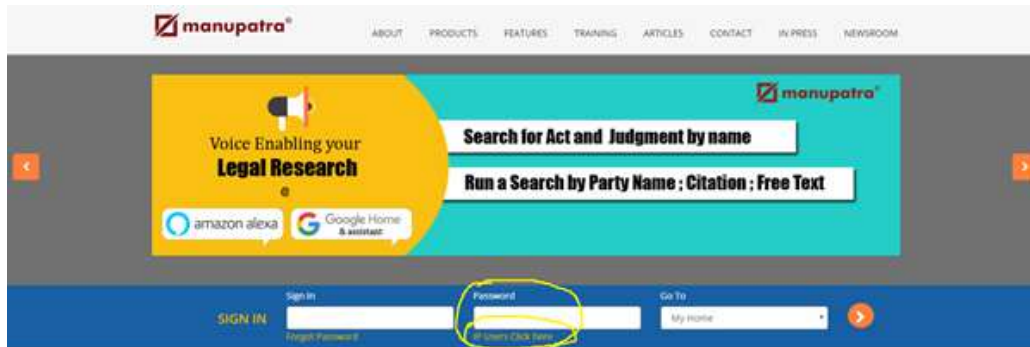 manupatra®
ABOUT PRODUCTS FEATURES TRAINING ARTICLES CONTACT IN PRESS NEWSROOM
manupatra®
Voice Enabling your
Legal Research
@
amazon alexa
Google Home
& assistant
Search for Act and Judgment by name
Run a Search by Party Name ; Citation ; Free Text
Sign In Password Go To
SIGN IN My Home
Forgot Password IP Users Click here